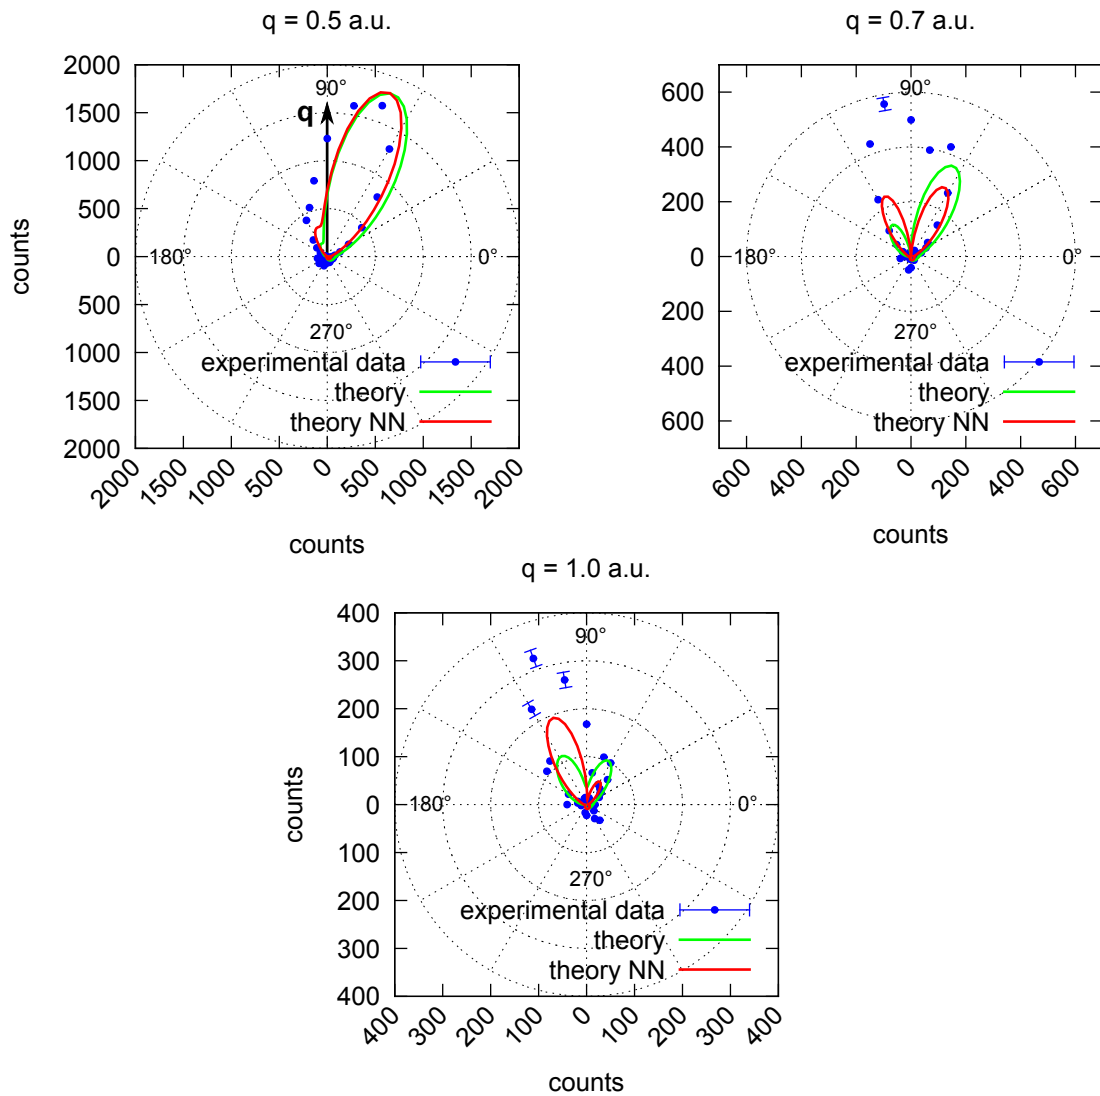 q = 0.5 a.u.
2000
1500
1000
500
0
500
1000
1500
2000
counts
90°
q
180°
0°
270°
experimental data
theory
theory NN
2000 1500 1000 500 0 500 1000 1500 2000
counts
q = 0.7 a.u.
600
400
200
0
200
400
600
90°
180°
0°
270°
experimental data
theory
theory NN
600 400 200 0 200 400 600
counts
q = 1.0 a.u.
400
300
200
100
0
100
200
300
400
counts
90°
180°
0°
270°
experimental data
theory
theory NN
400 300 200 100 0 100 200 300 400
counts